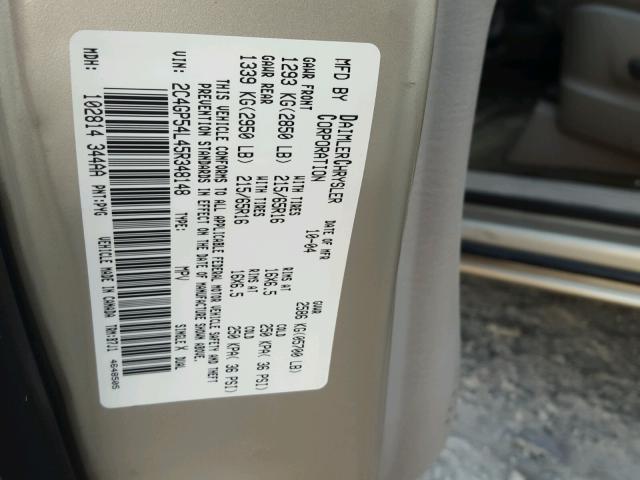 MFD BY DAIMLERCHRYSLER CORPORATION
DATE OF MFR 10-04
GVWR 2586 KG(05700 LB)
GAWR FRONT WITH TIRES RIMS AT COLD
1293 KG(2850 LB) 215/65R16 16X6.5 250 KPA( 36 PSI)
GAWR REAR WITH TIRES RIMS AT COLD
1339 KG(2950 LB) 215/65R16 16X6.5 250 KPA( 36 PSI)
THIS VEHICLE CONFORMS TO ALL APPLICABLE FEDERAL MOTOR VEHICLE SAFETY AND THEFT
PREVENTION STANDARDS IN EFFECT ON THE DATE OF MANUFACTURE SHOWN ABOVE.
VIN: 2C4GP54L45R348148 TYPE: MPV SINGLE X DUAL
MDH: 102814 344AA PNT:PMG VEHICLE MADE IN CANADA 4648505